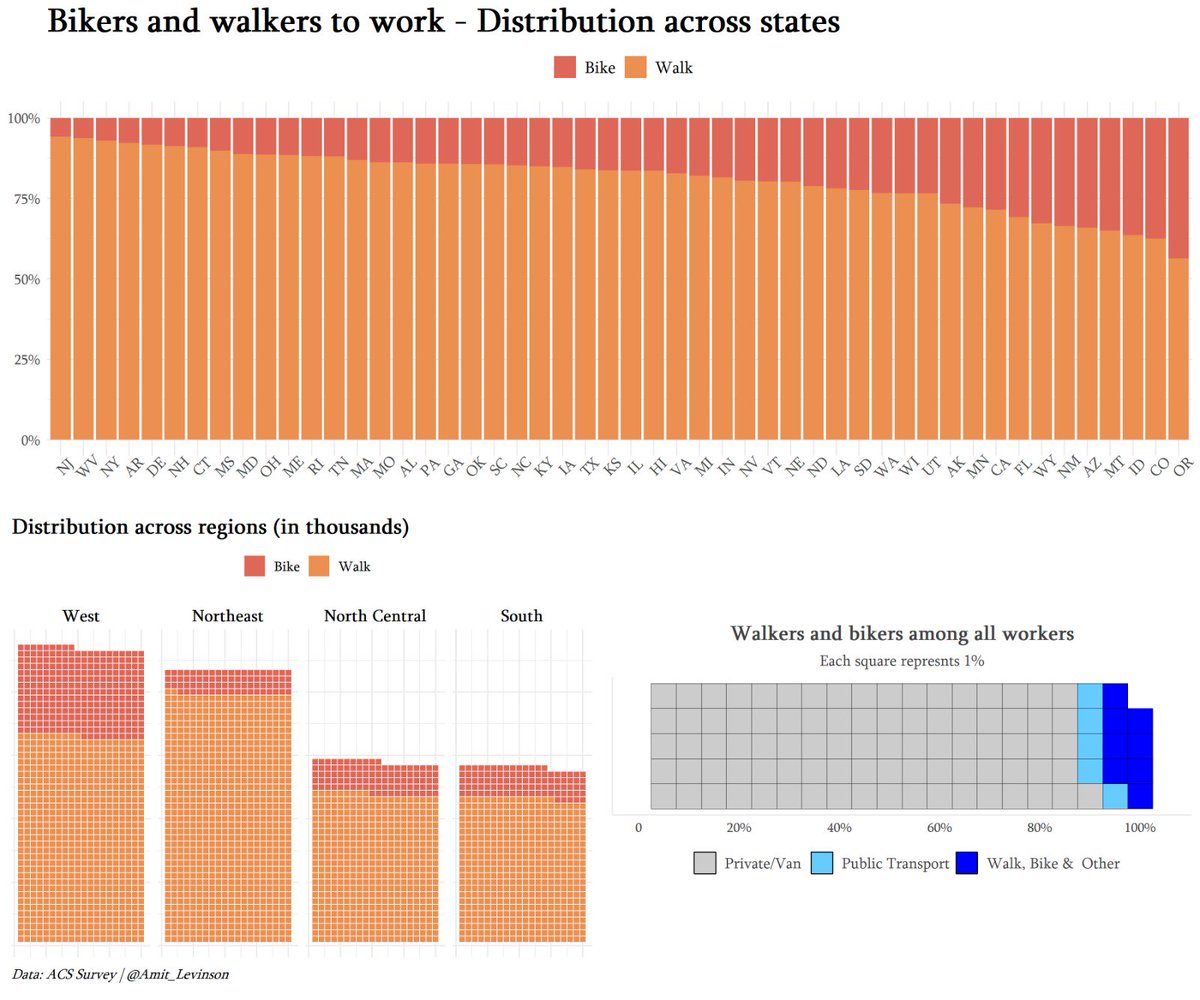 Bikers and walkers to work - Distribution across states
Bike Walk
100%
75%
50%
25%
0%
NJ WV NY AR DE NH CT MS MD OH ME RI TN MA MO AL PA GA OK SC NC KY IA TX KS IL HI VA MI IN NV VT NE ND LA SD WA WI UT AK MN CA FL WY NM AZ MT ID CO OR
Distribution across regions (in thousands)
Bike Walk
West Northeast North Central South
Walkers and bikers among all workers
Each square represnts 1%
0 20% 40% 60% 80% 100%
Private/Van Public Transport Walk, Bike & Other
Data: ACS Survey | @Amit_Levinson